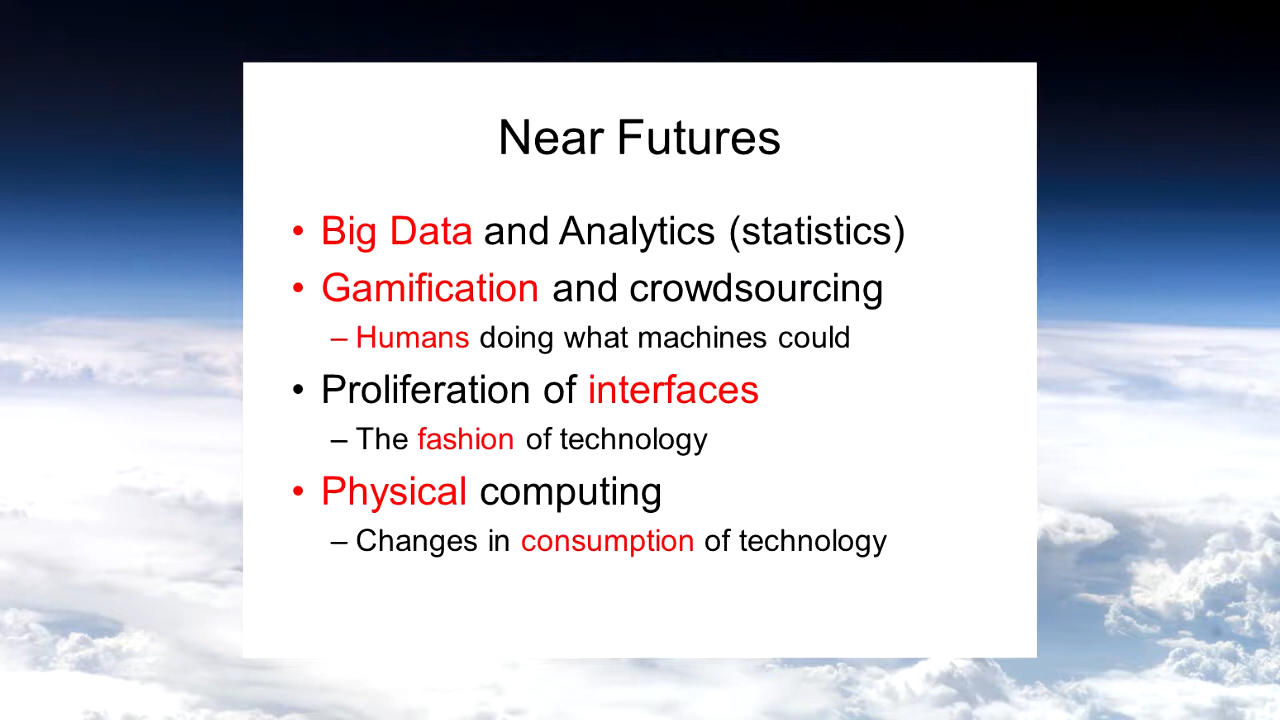 Near Futures
• Big Data and Analytics (statistics)
• Gamification and crowdsourcing
– Humans doing what machines could
• Proliferation of interfaces
– The fashion of technology
• Physical computing
– Changes in consumption of technology